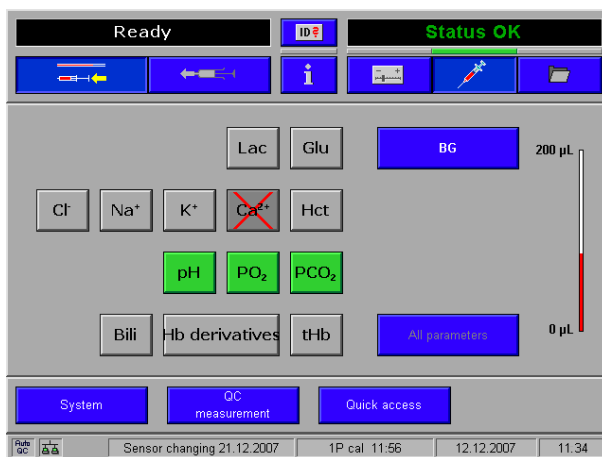 Ready
ID?
Status OK
i
- +
Lac Glu BG 200 µL
Cl⁻ Na⁺ K⁺ Ca²⁺ Hct
pH PO₂ PCO₂
Bili Hb derivatives tHb All parameters 0 µL
System
QC
measurement
Quick access
Auto
QC
Sensor changing 21.12.2007 1P cal 11:56 12.12.2007 11.34